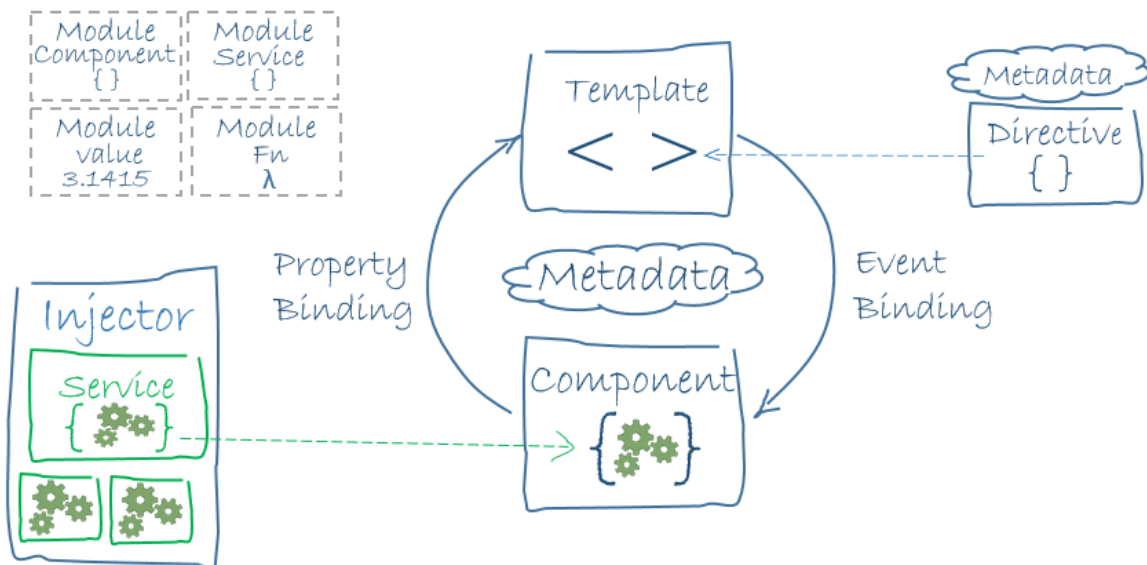 Module
Component
{ }
Module
Service
{ }
Module
value
3.1415
Module
Fn
λ
Template
< >
Metadata
Directive
{ }
Property
Binding
Metadata
Event
Binding
Injector
Service
{ }
Component
{ }